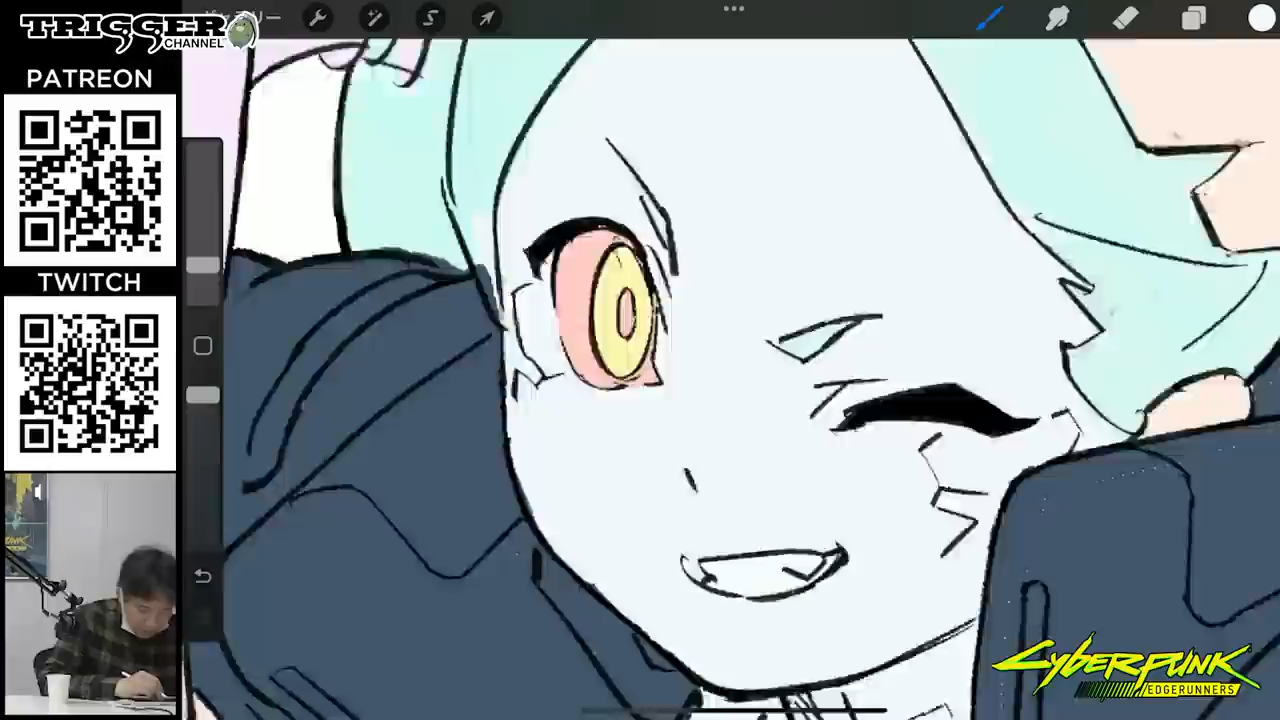 TRIGGER
CHANNEL
PATREON
TWITCH
CYBERPUNK
EDGERUNNERS